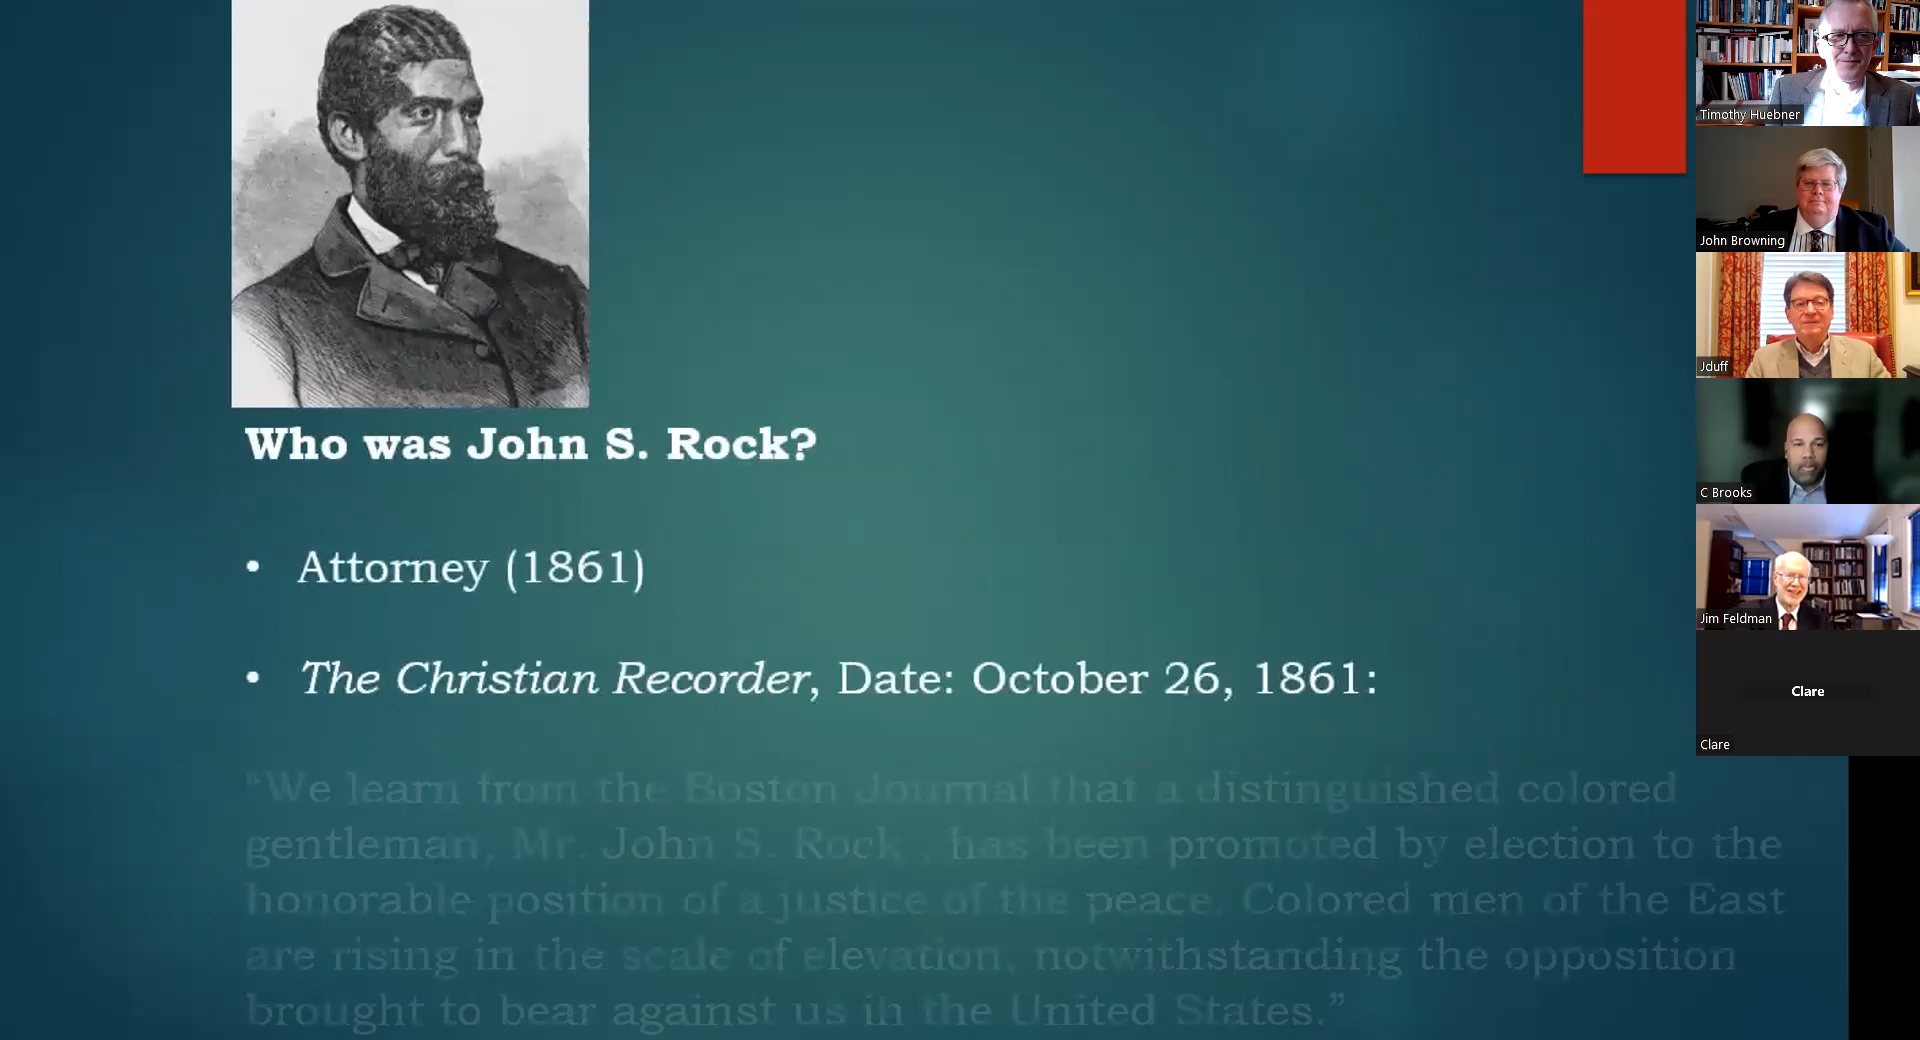 Who was John S. Rock?
• Attorney (1861)
• The Christian Recorder, Date: October 26, 1861:
“We learn from the Boston Journal that a distinguished colored
gentleman, Mr. John S. Rock , has been promoted by election to the
honorable position of a justice of the peace. Colored men of the East
are rising in the scale of elevation, notwithstanding the opposition
brought to bear against us in the United States.”
Timothy Huebner
John Browning
Jduff
C Brooks
Jim Feldman
Clare
Clare